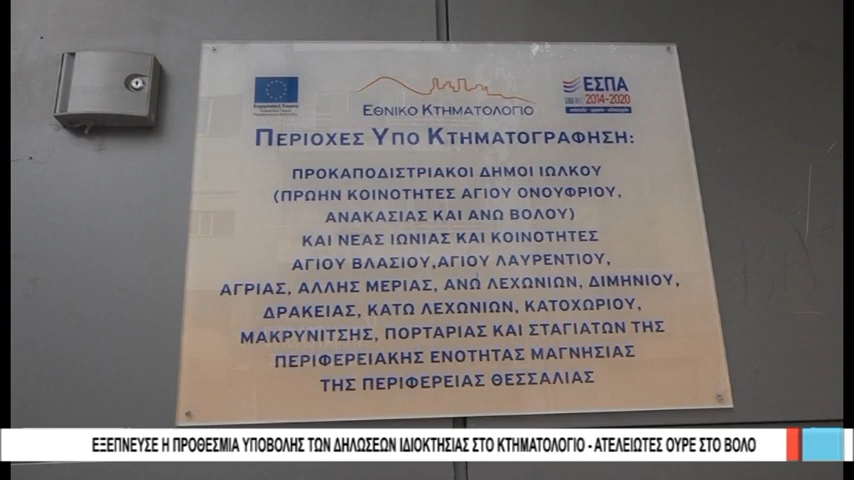 ΕΘΝΙΚΟ ΚΤΗΜΑΤΟΛΟΓΙΟ
ΕΣΠΑ
2014-2020
ΠΕΡΙΟΧΕΣ ΥΠΟ ΚΤΗΜΑΤΟΓΡΑΦΗΣΗ:
ΠΡΟΚΑΠΟΔΙΣΤΡΙΑΚΟΙ ΔΗΜΟΙ ΙΩΛΚΟΥ
(ΠΡΩΗΝ ΚΟΙΝΟΤΗΤΕΣ ΑΓΙΟΥ ΟΝΟΥΦΡΙΟΥ,
ΑΝΑΚΑΣΙΑΣ ΚΑΙ ΑΝΩ ΒΟΛΟΥ)
ΚΑΙ ΝΕΑΣ ΙΩΝΙΑΣ ΚΑΙ ΚΟΙΝΟΤΗΤΕΣ
ΑΓΙΟΥ ΒΛΑΣΙΟΥ,ΑΓΙΟΥ ΛΑΥΡΕΝΤΙΟΥ,
ΑΓΡΙΑΣ, ΑΛΛΗΣ ΜΕΡΙΑΣ, ΑΝΩ ΛΕΧΩΝΙΩΝ, ΔΙΜΗΝΙΟΥ,
ΔΡΑΚΕΙΑΣ, ΚΑΤΩ ΛΕΧΩΝΙΩΝ, ΚΑΤΟΧΩΡΙΟΥ,
ΜΑΚΡΥΝΙΤΣΗΣ, ΠΟΡΤΑΡΙΑΣ ΚΑΙ ΣΤΑΓΙΑΤΩΝ ΤΗΣ
ΠΕΡΙΦΕΡΕΙΑΚΗΣ ΕΝΟΤΗΤΑΣ ΜΑΓΝΗΣΙΑΣ
ΤΗΣ ΠΕΡΙΦΕΡΕΙΑΣ ΘΕΣΣΑΛΙΑΣ
ΕΞΕΠΝΕΥΣΕ Η ΠΡΟΘΕΣΜΙΑ ΥΠΟΒΟΛΗΣ ΤΩΝ ΔΗΛΩΣΕΩΝ ΙΔΙΟΚΤΗΣΙΑΣ ΣΤΟ ΚΤΗΜΑΤΟΛΟΓΙΟ - ΑΤΕΛΕΙΩΤΕΣ ΟΥΡΕ ΣΤΟ ΒΟΛΟ